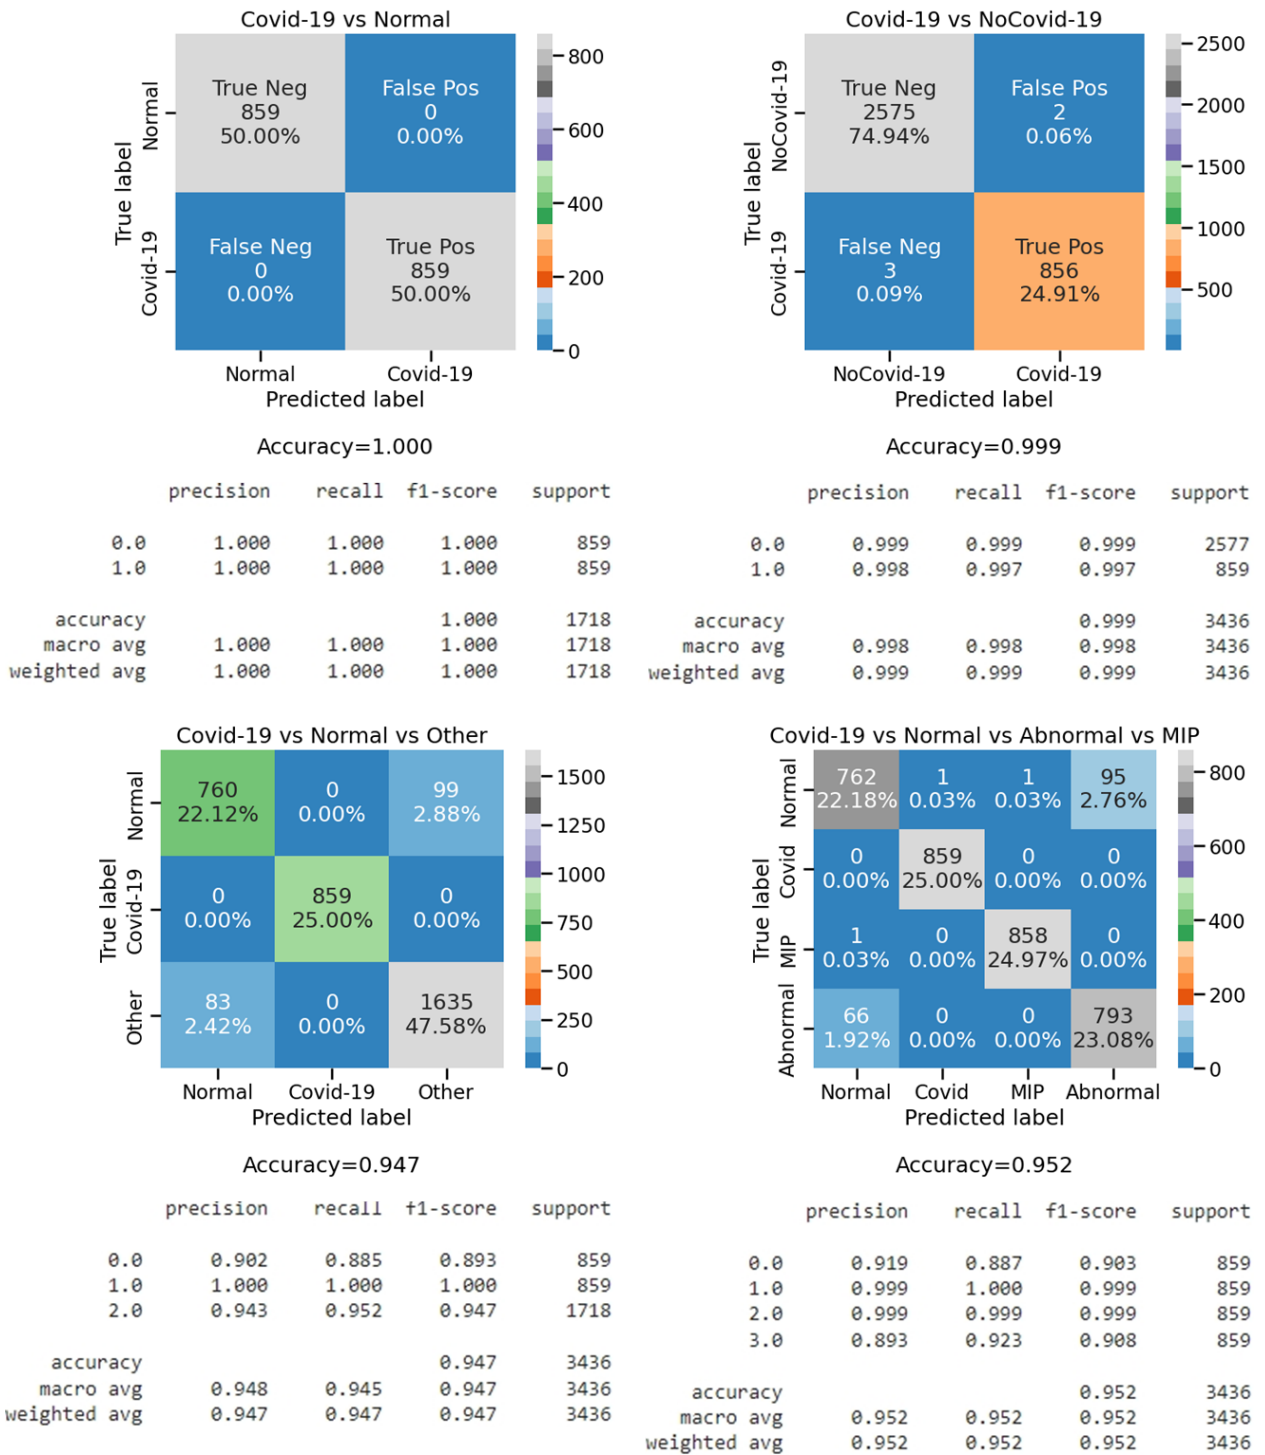 Covid-19 vs Normal
True Neg
859
50.00%
False Pos
0
0.00%
False Neg
0
0.00%
True Pos
859
50.00%
True label
Normal
Covid-19
Normal Covid-19
Predicted label
800
600
400
200
0
Accuracy=1.000
precision recall f1-score support
0.0 1.000 1.000 1.000 859
1.0 1.000 1.000 1.000 859
accuracy 1.000 1718
macro avg 1.000 1.000 1.000 1718
weighted avg 1.000 1.000 1.000 1718
Covid-19 vs NoCovid-19
True Neg
2575
74.94%
False Pos
2
0.06%
False Neg
3
0.09%
True Pos
856
24.91%
True label
NoCovid-19
Covid-19
NoCovid-19 Covid-19
Predicted label
2500
2000
1500
1000
500
Accuracy=0.999
precision recall f1-score support
0.0 0.999 0.999 0.999 2577
1.0 0.998 0.997 0.997 859
accuracy 0.999 3436
macro avg 0.998 0.998 0.998 3436
weighted avg 0.999 0.999 0.999 3436
Covid-19 vs Normal vs Other
760 0 99
22.12% 0.00% 2.88%
0 859 0
0.00% 25.00% 0.00%
83 0 1635
2.42% 0.00% 47.58%
True label
Normal
Covid-19
Other
Normal Covid-19 Other
Predicted label
1500
1250
1000
750
500
250
0
Accuracy=0.947
precision recall f1-score support
0.0 0.902 0.885 0.893 859
1.0 1.000 1.000 1.000 859
2.0 0.943 0.952 0.947 1718
accuracy 0.947 3436
macro avg 0.948 0.945 0.947 3436
weighted avg 0.947 0.947 0.947 3436
Covid-19 vs Normal vs Abnormal vs MIP
762 1 1 95
22.18% 0.03% 0.03% 2.76%
0 859 0 0
0.00% 25.00% 0.00% 0.00%
1 0 858 0
0.03% 0.00% 24.97% 0.00%
66 0 0 793
1.92% 0.00% 0.00% 23.08%
True label
Normal
Covid
MIP
Abnormal
Normal Covid MIP Abnormal
Predicted label
800
600
400
200
0
Accuracy=0.952
precision recall f1-score support
0.0 0.919 0.887 0.903 859
1.0 0.999 1.000 0.999 859
2.0 0.999 0.999 0.999 859
3.0 0.893 0.923 0.908 859
accuracy 0.952 3436
macro avg 0.952 0.952 0.952 3436
weighted avg 0.952 0.952 0.952 3436